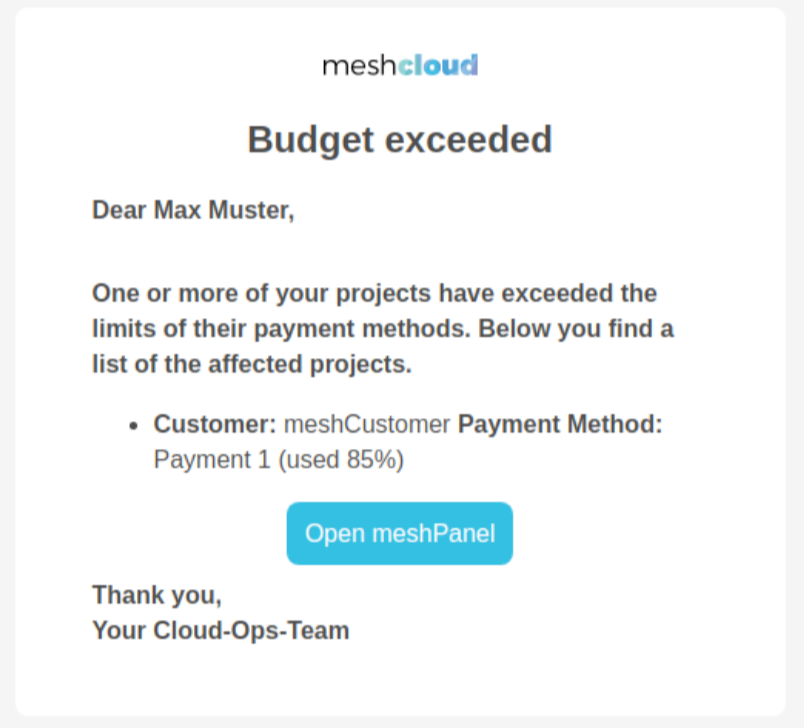 meshcloud
Budget exceeded
Dear Max Muster,
One or more of your projects have exceeded the
limits of their payment methods. Below you find a
list of the affected projects.
• Customer: meshCustomer Payment Method:
Payment 1 (used 85%)
Open meshPanel
Thank you,
Your Cloud-Ops-Team